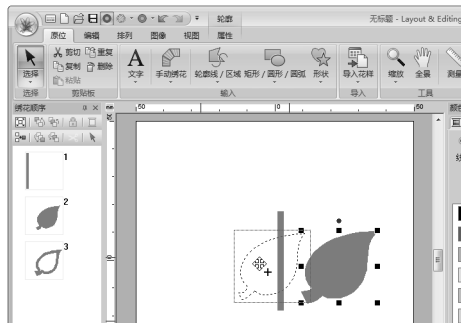 轮廓
无标题 - Layout & Editing
原位 编辑 排列 图像 视图 属性
选择 剪切 重复 复制 删除 粘贴 文字 手动绣花 轮廓线 / 区域 矩形 / 圆形 / 圆弧 形状 导入花样 缩放 全景 测量
选择 剪贴板 输入 导入 工具
绣花顺序
50 0 50
1
2
3